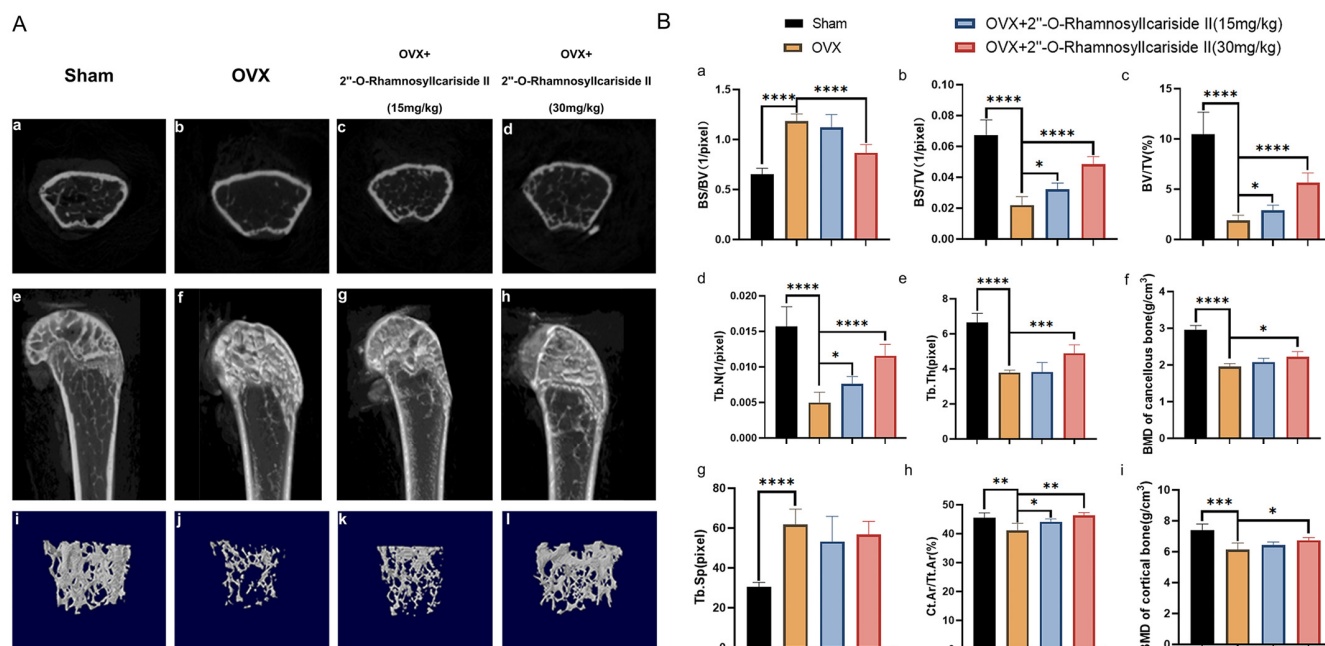 A
Sham
OVX
OVX+
2"-O-RhamnosylIcariside II
(15mg/kg)
OVX+
2"-O-RhamnosylIcariside II
(30mg/kg)
a
b
c
d
e
f
g
h
i
j
k
l
B
Sham
OVX
OVX+2"-O-RhamnosylIcariside II(15mg/kg)
OVX+2"-O-RhamnosylIcariside II(30mg/kg)
a
BS/BV (1/pixel)
1.5
1.0
0.5
0.0
****
****
b
BS/TV (1/pixel)
0.10
0.08
0.06
0.04
0.02
0.00
****
****
*
c
BV/TV(%)
15
10
5
0
****
****
*
d
Tb.N(1/pixel)
0.020
0.015
0.010
0.005
0.000
****
****
*
e
Tb.Th(pixel)
8
6
4
2
0
****
***
f
BMD of cancellous bone(g/cm³)
4
3
2
1
0
****
*
g
Tb.Sp(pixel)
80
60
40
20
0
****
h
Ct.Ar/Tt.Ar(%)
50
40
30
20
10
**
**
*
i
BMD of cortical bone(g/cm³)
8
6
4
2
0
***
*